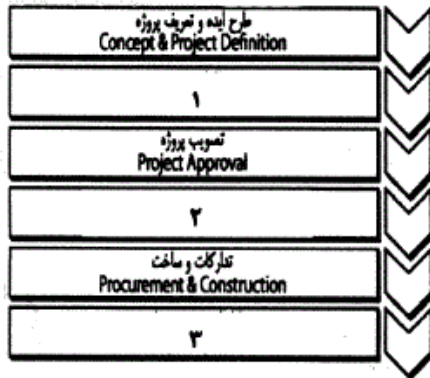 طرح ایده و تعریف پروژه
Concept & Project Definition
۱
تصویب پروژه
Project Approval
۲
تدارکات و ساخت
Procurement & Construction
۳